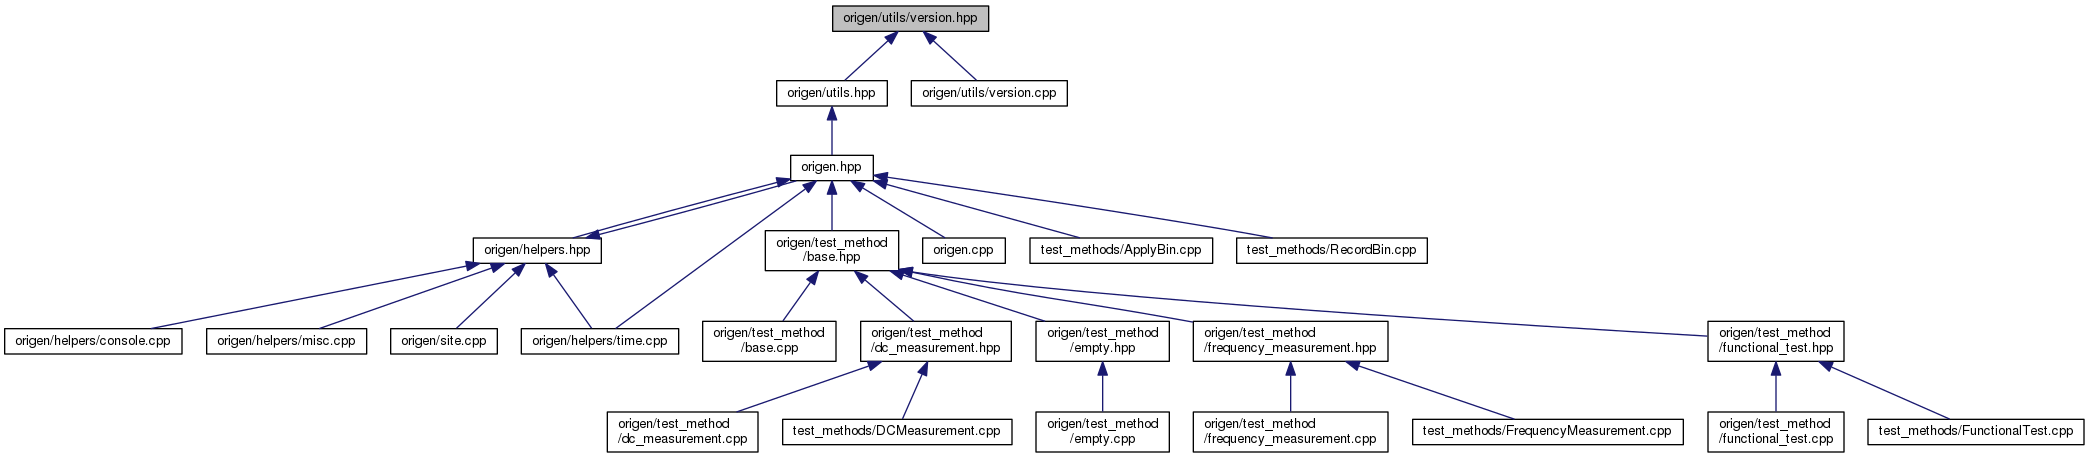 origen/utils/version.hpp
origen/utils.hpp
origen/utils/version.cpp
origen.hpp
origen/helpers.hpp
origen/test_method
/base.hpp
origen.cpp
test_methods/ApplyBin.cpp
test_methods/RecordBin.cpp
origen/helpers/console.cpp
origen/helpers/misc.cpp
origen/site.cpp
origen/helpers/time.cpp
origen/test_method
/base.cpp
origen/test_method
/dc_measurement.hpp
origen/test_method
/empty.hpp
origen/test_method
/frequency_measurement.hpp
origen/test_method
/functional_test.hpp
origen/test_method
/dc_measurement.cpp
test_methods/DCMeasurement.cpp
origen/test_method
/empty.cpp
origen/test_method
/frequency_measurement.cpp
test_methods/FrequencyMeasurement.cpp
origen/test_method
/functional_test.cpp
test_methods/FunctionalTest.cpp